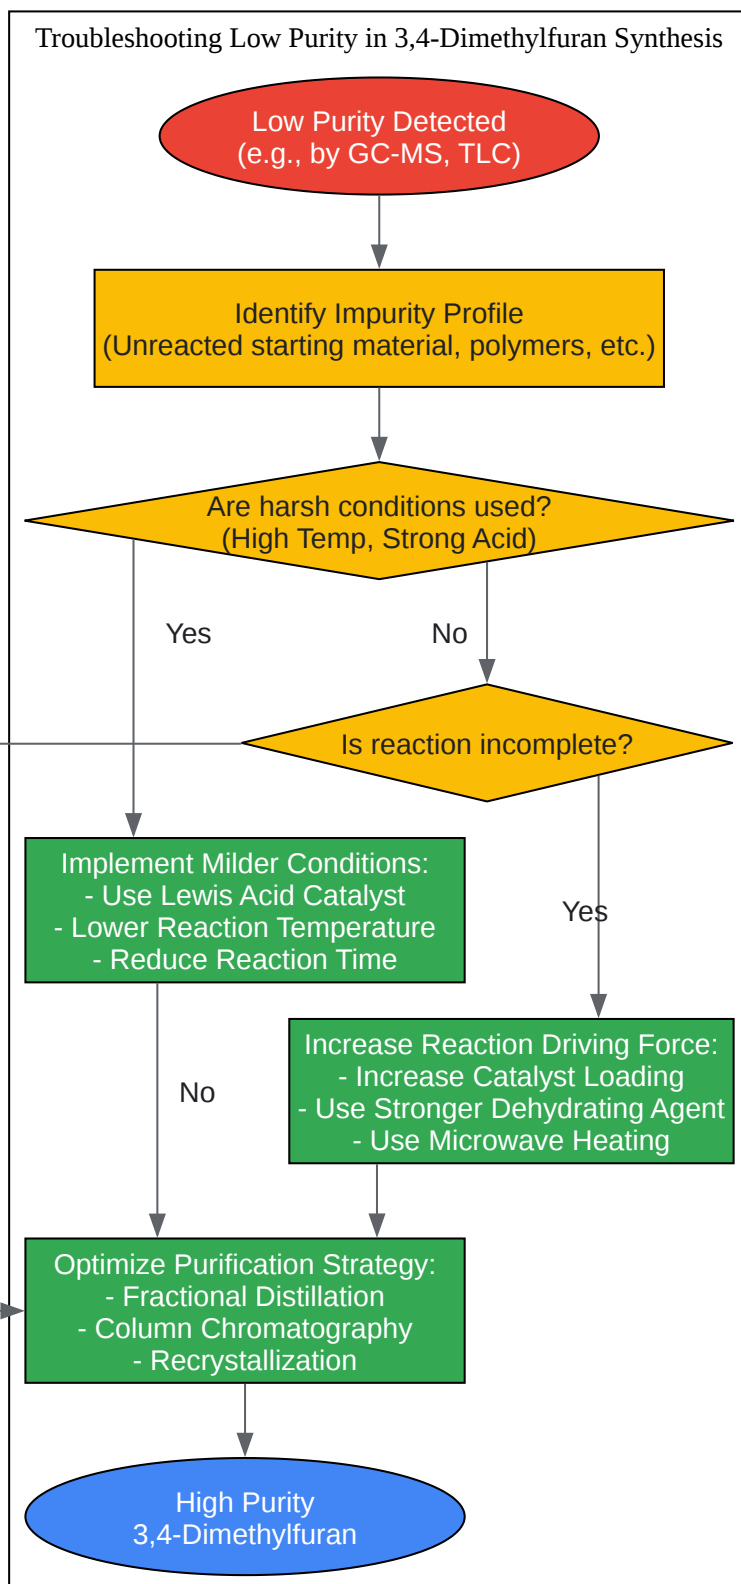 Troubleshooting Low Purity in 3,4-Dimethylfuran Synthesis
Low Purity Detected
(e.g., by GC-MS, TLC)
Identify Impurity Profile
(Unreacted starting material, polymers, etc.)
Are harsh conditions used?
(High Temp, Strong Acid)
Yes
No
Is reaction incomplete?
Implement Milder Conditions:
- Use Lewis Acid Catalyst
- Lower Reaction Temperature
- Reduce Reaction Time
Yes
Increase Reaction Driving Force:
- Increase Catalyst Loading
- Use Stronger Dehydrating Agent
- Use Microwave Heating
No
Optimize Purification Strategy:
- Fractional Distillation
- Column Chromatography
- Recrystallization
High Purity
3,4-Dimethylfuran